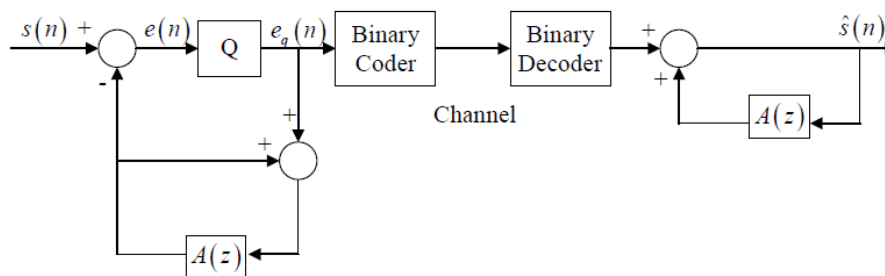 s(n) + e(n) Q e_q(n) Binary Coder Binary Decoder + ŝ(n)
-
+
+
+
Channel
A(z)
A(z)